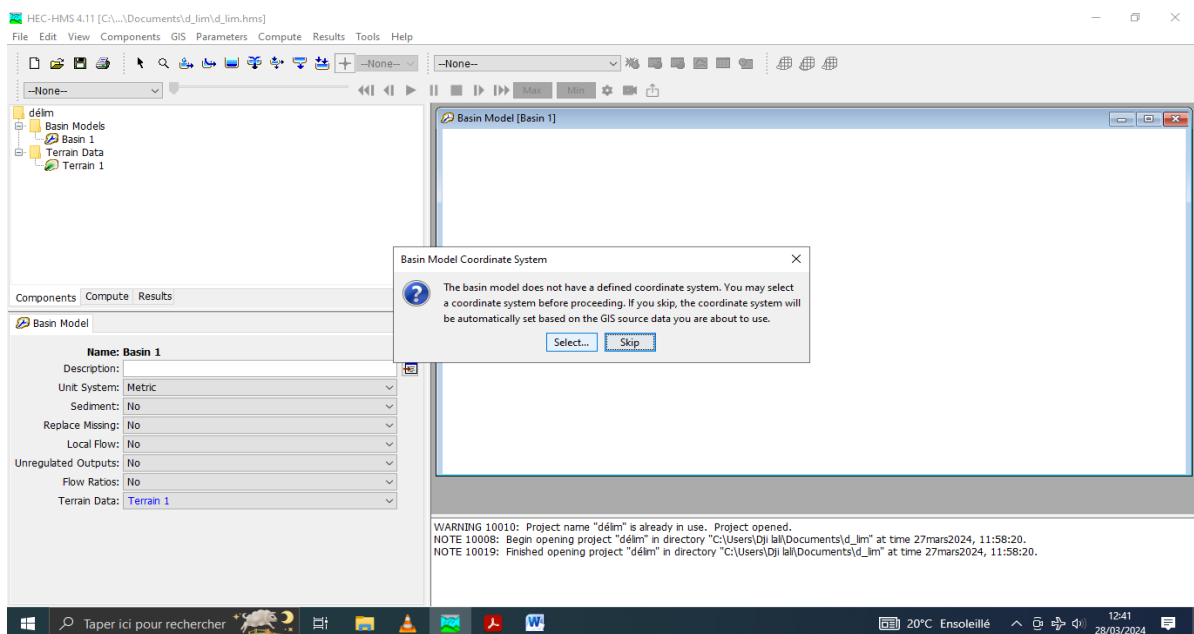 HEC-HMS 4.11 [C:\...\Documents\d_lim\d_lim.hms]
File Edit View Components GIS Parameters Compute Results Tools Help
--None--
--None--
--None--
Max Min
délim
Basin Models
Basin 1
Terrain Data
Terrain 1
Components Compute Results
Basin Model
Name: Basin 1
Description:
Unit System: Metric
Sediment: No
Replace Missing: No
Local Flow: No
Unregulated Outputs: No
Flow Ratios: No
Terrain Data: Terrain 1
Basin Model [Basin 1]
Basin Model Coordinate System
The basin model does not have a defined coordinate system. You may select
a coordinate system before proceeding. If you skip, the coordinate system will
be automatically set based on the GIS source data you are about to use.
Select... Skip
WARNING 10010: Project name "délim" is already in use. Project opened.
NOTE 10008: Begin opening project "délim" in directory "C:\Users\Dji lali\Documents\d_lim" at time 27mars2024, 11:58:20.
NOTE 10019: Finished opening project "délim" in directory "C:\Users\Dji lali\Documents\d_lim" at time 27mars2024, 11:58:20.
Taper ici pour rechercher
20°C Ensoleillé
12:41
28/03/2024